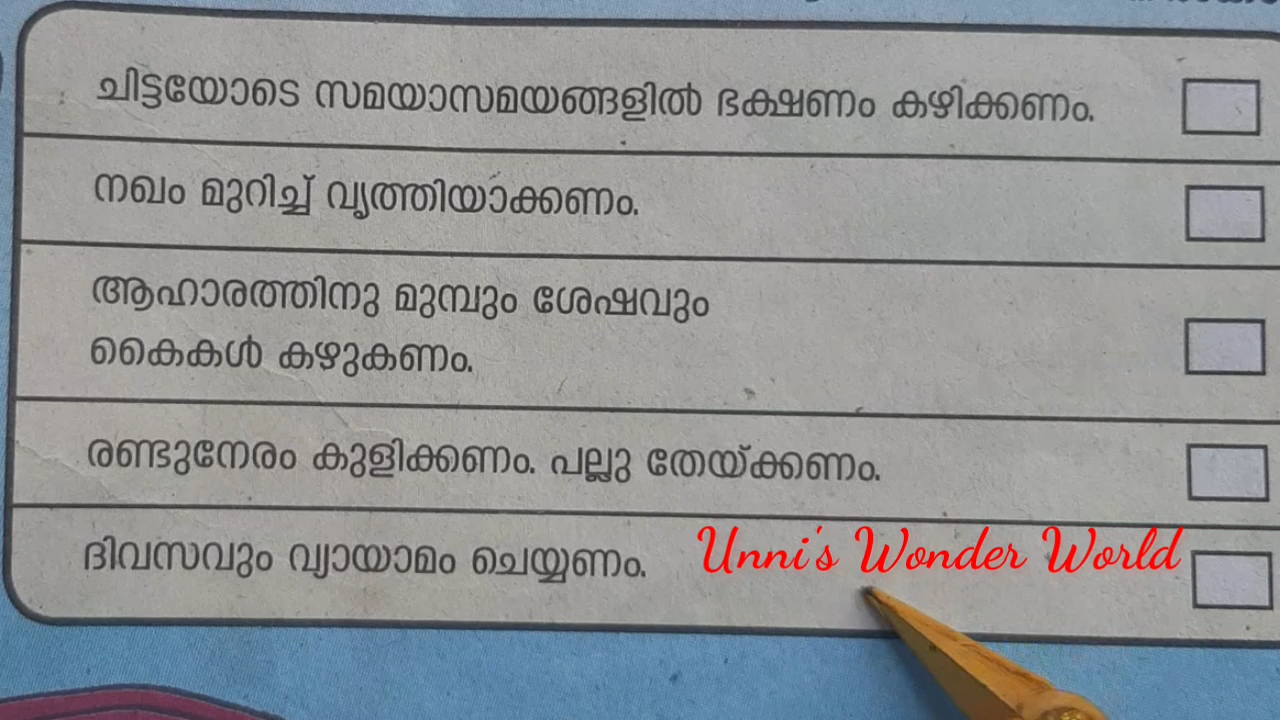 ചിട്ടയോടെ സമയാസമയങ്ങളിൽ ഭക്ഷണം കഴിക്കണം.
നഖം മുറിച്ച് വൃത്തിയാക്കണം.
ആഹാരത്തിനു മുമ്പും ശേഷവും
കൈകൾ കഴുകണം.
രണ്ടുനേരം കുളിക്കണം. പല്ലു തേയ്ക്കണം.
ദിവസവും വ്യായാമം ചെയ്യണം.
Unni's Wonder World